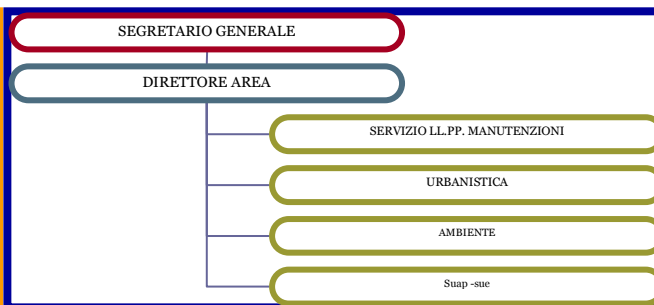 SEGRETARIO GENERALE
DIRETTORE AREA
SERVIZIO LL.PP. MANUTENZIONI
URBANISTICA
AMBIENTE
Suap -sue